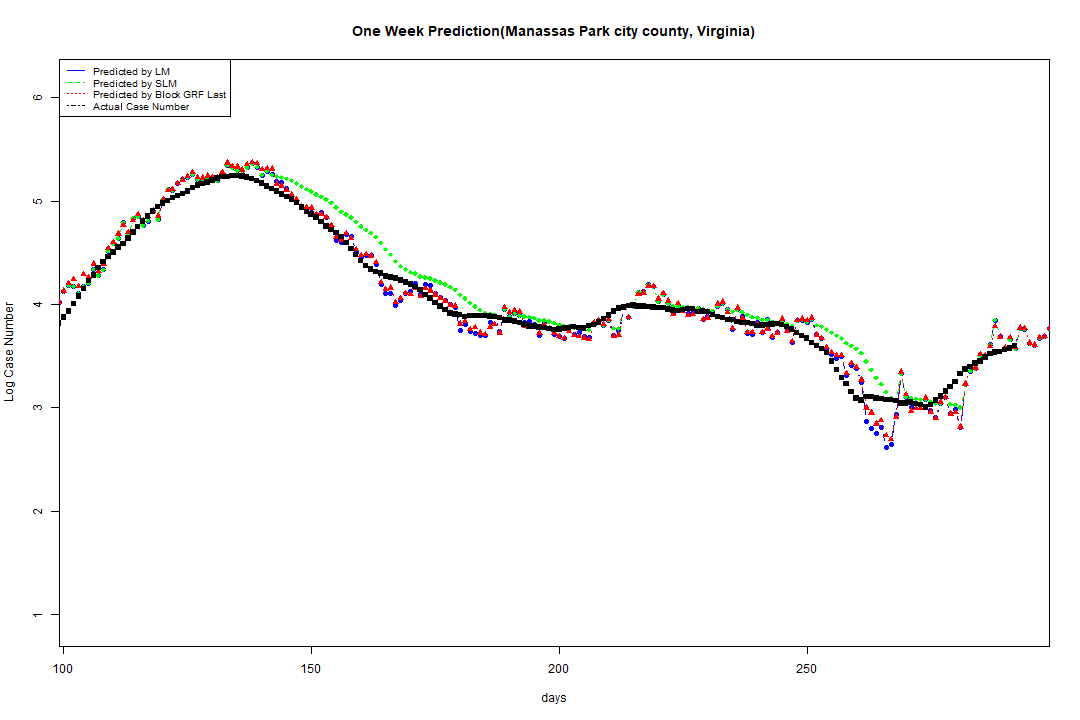 One Week Prediction(Manassas Park city county, Virginia)
Predicted by LM
Predicted by SLM
Predicted by Block GRF Last
Actual Case Number
6
5
4
3
2
1
Log Case Number
100 150 200 250
days